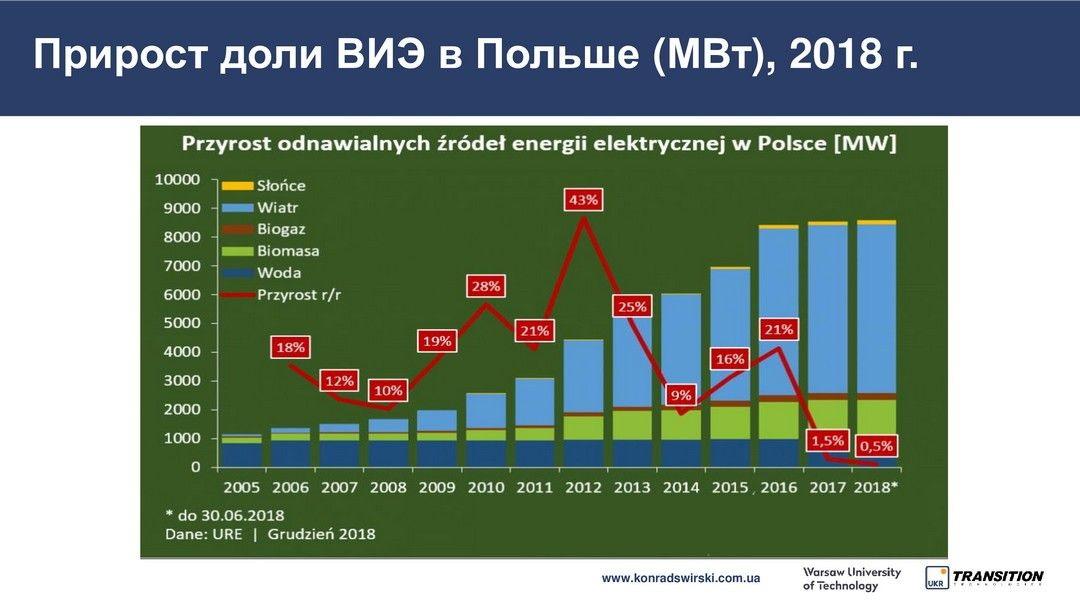 Прирост доли ВИЭ в Польше (МВт), 2018 г.
Przyrost odnawialnych źródeł energii elektrycznej w Polsce [MW]
10000
9000
8000
7000
6000
5000
4000
3000
2000
1000
0
Słońce
Wiatr
Biogaz
Biomasa
Woda
Przyrost r/r
18%
12%
10%
19%
28%
21%
43%
25%
9%
16%
21%
1,5%
0,5%
2005 2006 2007 2008 2009 2010 2011 2012 2013 2014 2015 2016 2017 2018*
* do 30.06.2018
Dane: URE | Grudzień 2018
www.konradswirski.com.ua
Warsaw University
of Technology
UKR
TRANSITION
TECHNOLOGIES